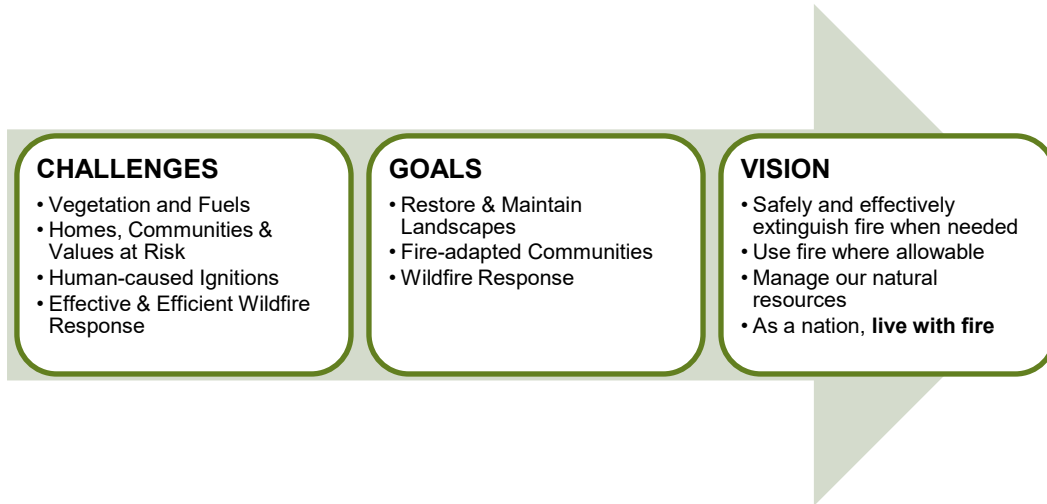 CHALLENGES
• Vegetation and Fuels
• Homes, Communities &
Values at Risk
• Human-caused Ignitions
• Effective & Efficient Wildfire
Response
GOALS
• Restore & Maintain
Landscapes
• Fire-adapted Communities
• Wildfire Response
VISION
• Safely and effectively
extinguish fire when needed
• Use fire where allowable
• Manage our natural
resources
• As a nation, live with fire